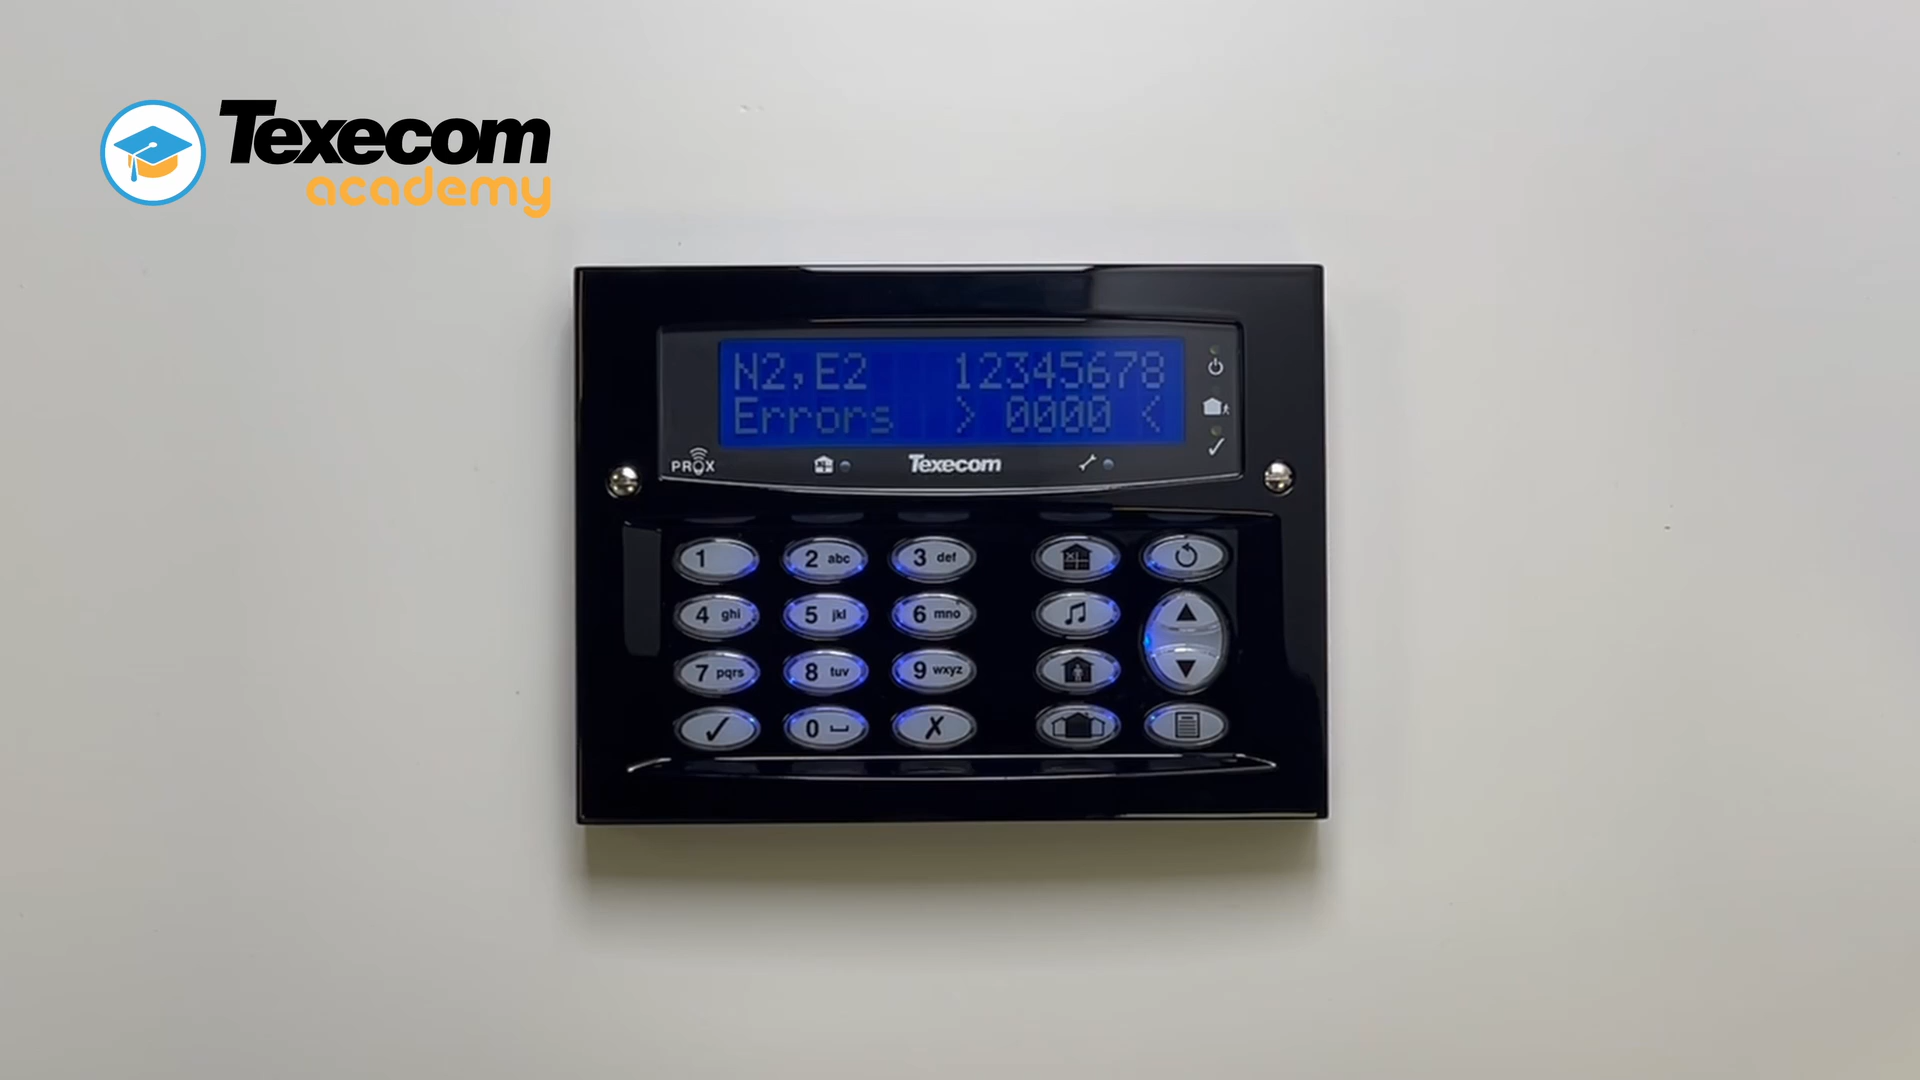 Texecom
academy
N2,E2 12345678
Errors > 0000 <
PROX
Texecom
1
2 abc
3 def
4 ghi
5 jkl
6 mno
7 pqrs
8 tuv
9 wxyz
0